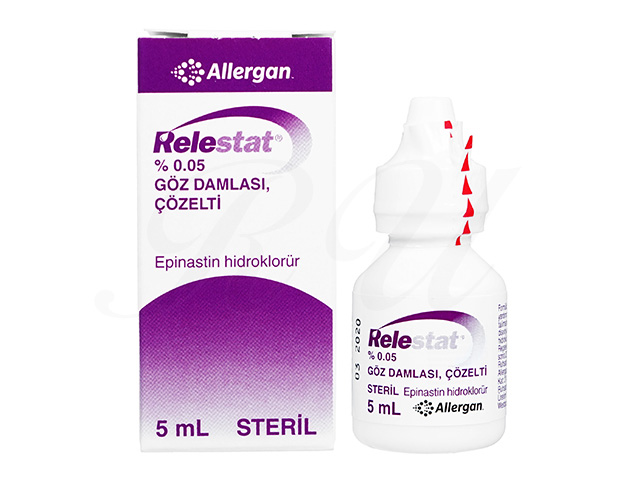 Allergan
Relestat®
% 0.05
GÖZ DAMLASI,
ÇÖZELTİ
Epinastin hidroklorür
5 mL STERİL
03 2020
Relestat®
% 0.05
GÖZ DAMLASI, ÇÖZELTİ
STERİL Epinastin hidroklorür
5 mL Allergan